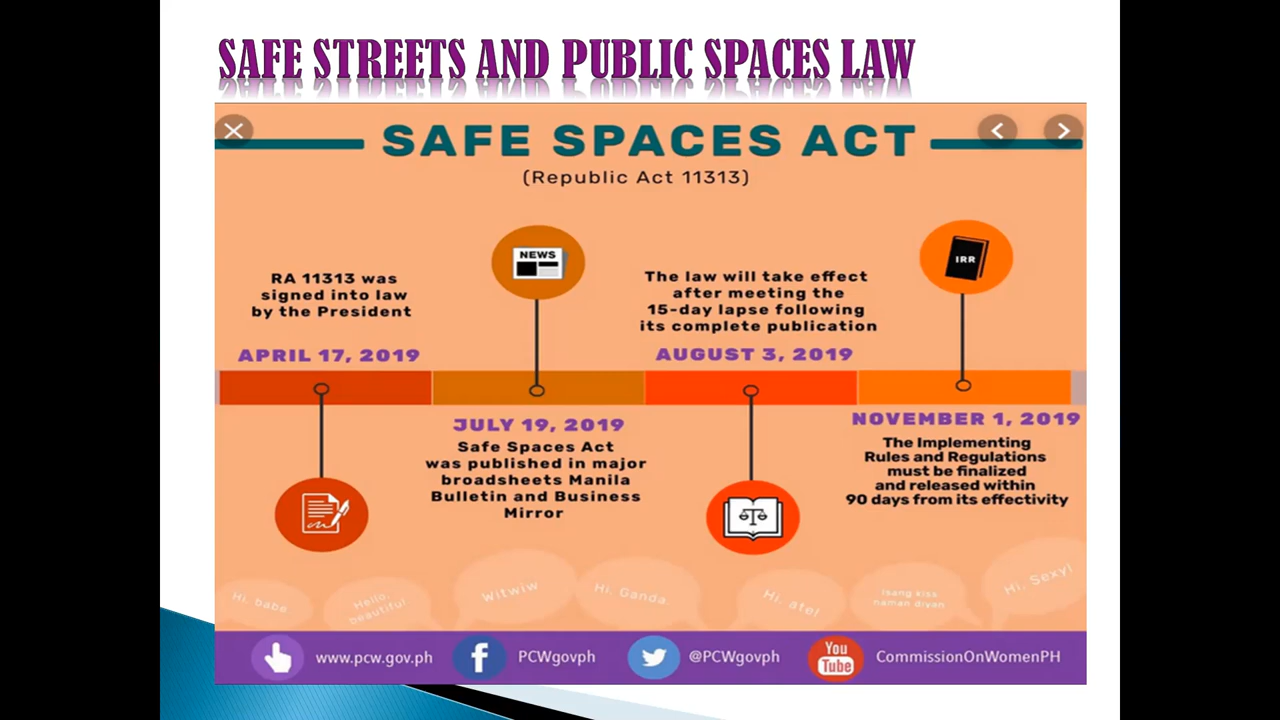 SAFE STREETS AND PUBLIC SPACES LAW
SAFE SPACES ACT
(Republic Act 11313)
RA 11313 was
signed into law
by the President
APRIL 17, 2019
NEWS
JULY 19, 2019
Safe Spaces Act
was published in major
broadsheets Manila
Bulletin and Business
Mirror
The law will take effect
after meeting the
15-day lapse following
its complete publication
AUGUST 3, 2019
IRR
NOVEMBER 1, 2019
The Implementing
Rules and Regulations
must be finalized
and released within
90 days from its effectivity
Hi, babe.
Hello,
beautiful.
Witwiw
Hi, Ganda.
Hi, ate!
Isang kiss
naman dryan
Hi, Sexy!
www.pcw.gov.ph
PCWgovph
@PCWgovph
You
Tube
CommissionOnWomenPH